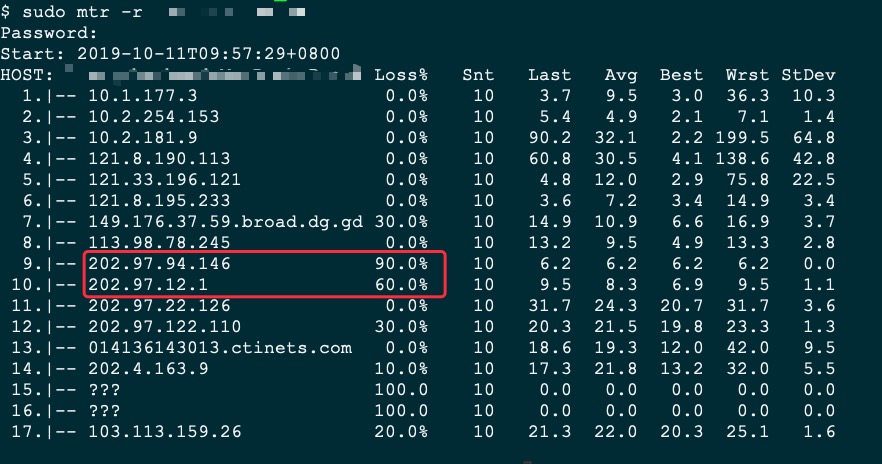 $ sudo mtr -r
Password:
Start: 2019-10-11T09:57:29+0800
HOST: Loss% Snt Last Avg Best Wrst StDev
1.|-- 10.1.177.3 0.0% 10 3.7 9.5 3.0 36.3 10.3
2.|-- 10.2.254.153 0.0% 10 5.4 4.9 2.1 7.1 1.4
3.|-- 10.2.181.9 0.0% 10 90.2 32.1 2.2 199.5 64.8
4.|-- 121.8.190.113 0.0% 10 60.8 30.5 4.1 138.6 42.8
5.|-- 121.33.196.121 0.0% 10 4.8 12.0 2.9 75.8 22.5
6.|-- 121.8.195.233 0.0% 10 3.6 7.2 3.4 14.9 3.4
7.|-- 149.176.37.59.broad.dg.gd 30.0% 10 14.9 10.9 6.6 16.9 3.7
8.|-- 113.98.78.245 0.0% 10 13.2 9.5 4.9 13.3 2.8
9.|-- 202.97.94.146 90.0% 10 6.2 6.2 6.2 6.2 0.0
10.|-- 202.97.12.1 60.0% 10 9.5 8.3 6.9 9.5 1.1
11.|-- 202.97.22.126 0.0% 10 31.7 24.3 20.7 31.7 3.6
12.|-- 202.97.122.110 30.0% 10 20.3 21.5 19.8 23.3 1.3
13.|-- 014136143013.ctinets.com 0.0% 10 18.6 19.3 12.0 42.0 9.5
14.|-- 202.4.163.9 10.0% 10 17.3 21.8 13.2 32.0 5.5
15.|-- ??? 100.0 10 0.0 0.0 0.0 0.0 0.0
16.|-- ??? 100.0 10 0.0 0.0 0.0 0.0 0.0
17.|-- 103.113.159.26 20.0% 10 21.3 22.0 20.3 25.1 1.6